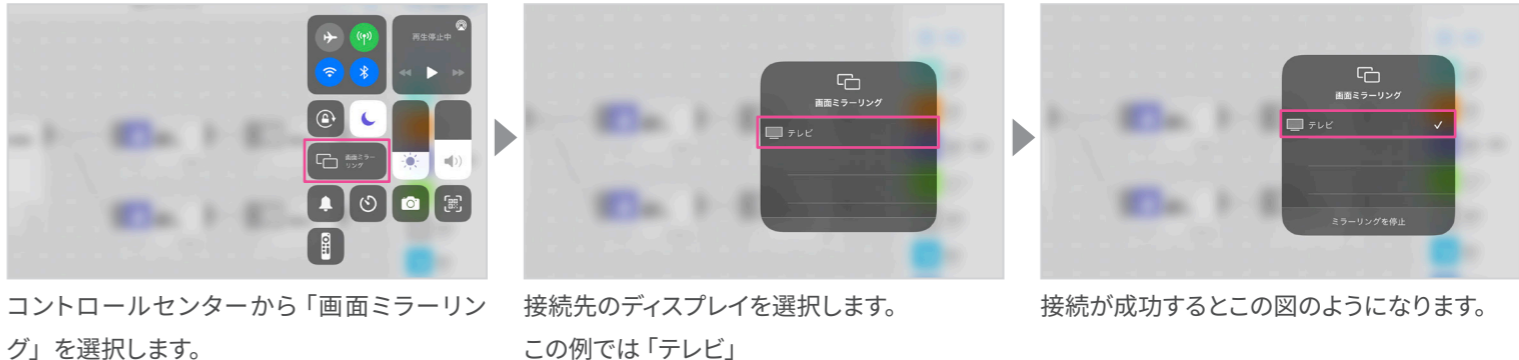 再生停止中
画面ミラー
リング
コントロールセンターから「画面ミラーリン
グ」を選択します。
画面ミラーリング
テレビ
接続先のディスプレイを選択します。
この例では「テレビ」
画面ミラーリング
テレビ
ミラーリングを停止
接続が成功するとこの図のようになります。